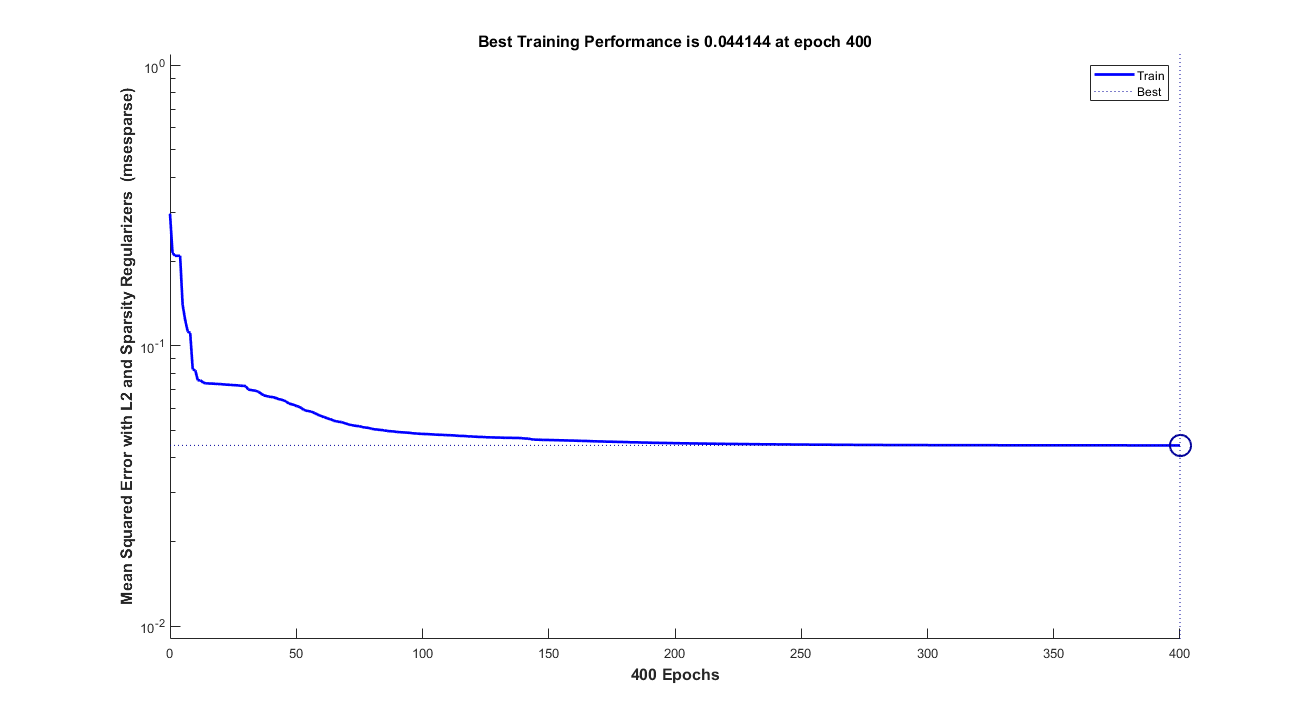 Best Training Performance is 0.044144 at epoch 400
Mean Squared Error with L2 and Sparsity Regularizers (msesparse)
10^0
10^-1
10^-2
Train
Best
0 50 100 150 200 250 300 350 400
400 Epochs